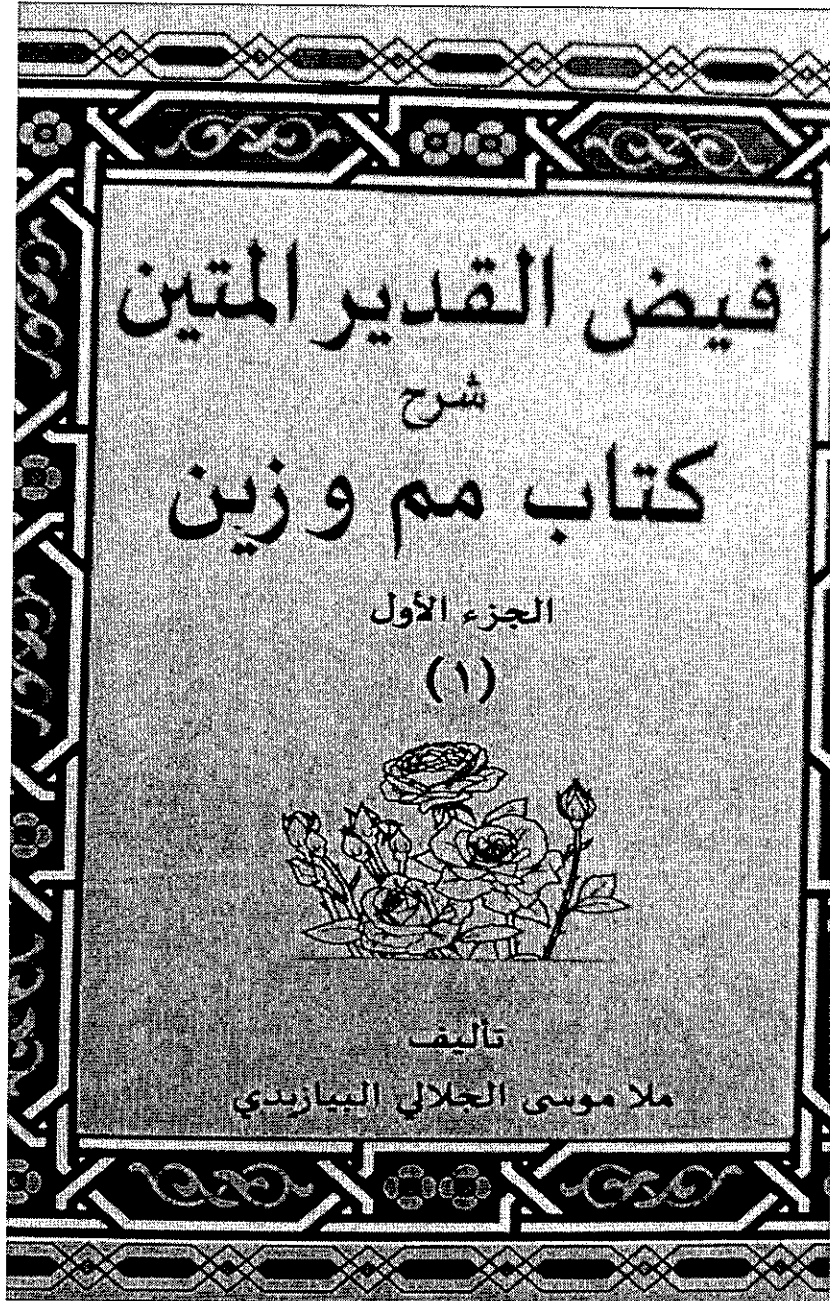 فيض القدير المتين
شرح
كتاب مم وزين
الجزء الأول
(١)
تأليف
ملا موسى الجلالي البيازيدي